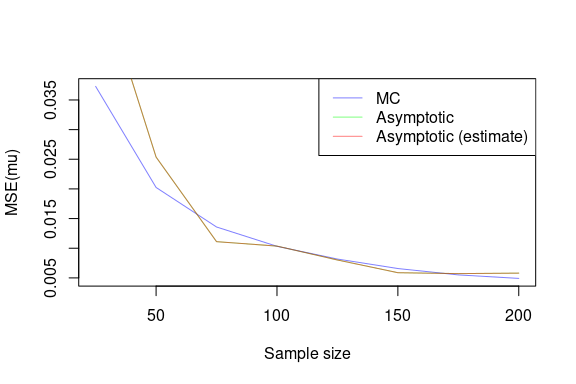 MC
Asymptotic
Asymptotic (estimate)
MSE(mu)
0.035
0.025
0.015
0.005
50 100 150 200
Sample size